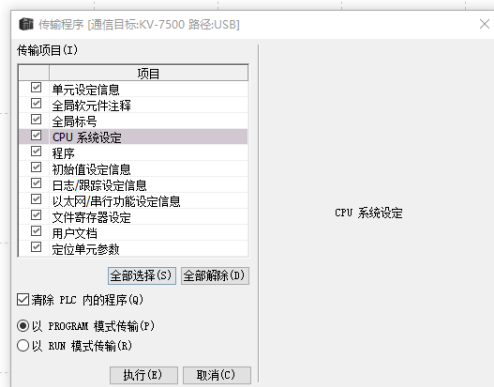 传输程序 [通信目标:KV-7500 路径:USB]
传输项目(I)
项目
单元设定信息
全局软元件注释
全局标号
CPU 系统设定
程序
初始值设定信息
日志/跟踪设定信息
以太网/串行功能设定信息
文件寄存器设定
用户文档
定位单元参数
CPU 系统设定
全部选择(S) 全部解除(D)
清除 PLC 内的程序(Q)
以 PROGRAM 模式传输(P)
以 RUN 模式传输(R)
执行(E) 取消(C)